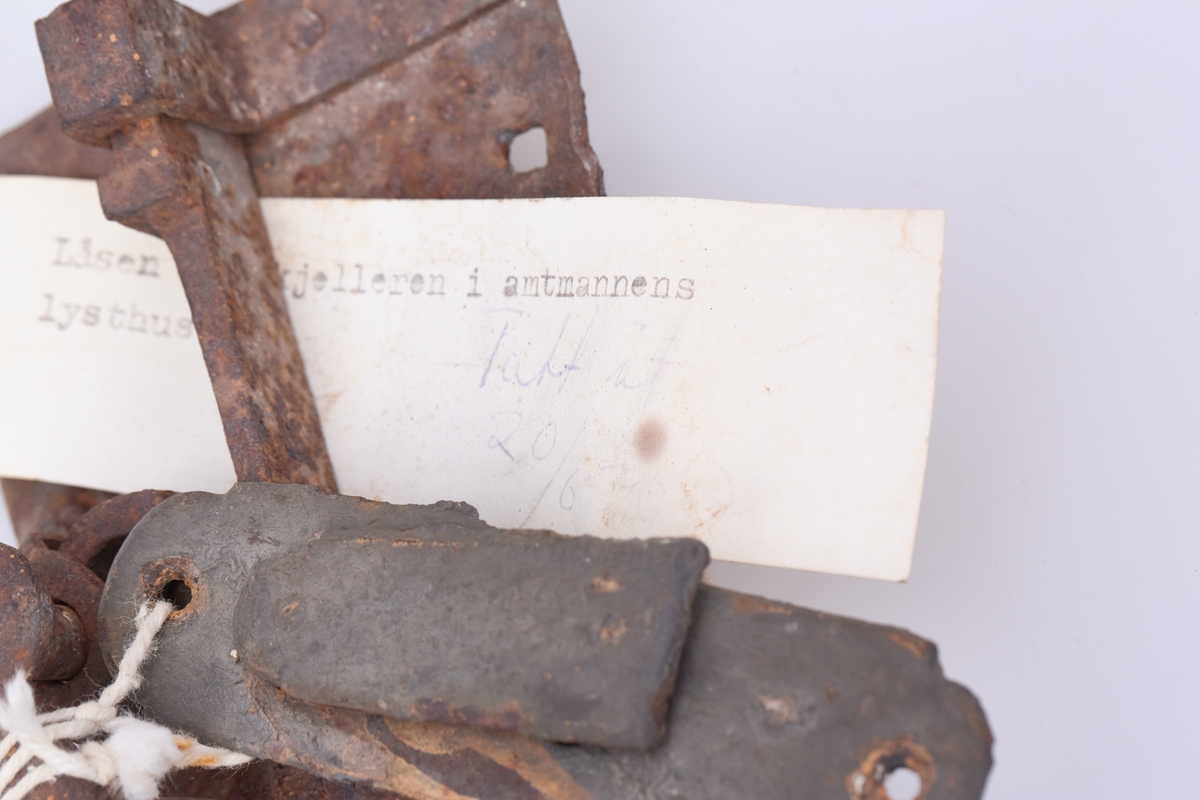 Låsen kjelleren i amtmannens
lysthus
Tatt ut
20/6